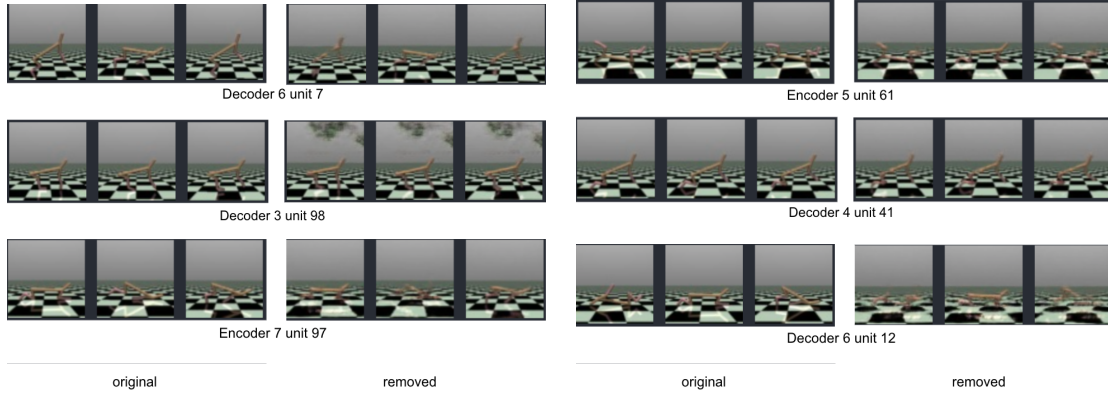 Decoder 6 unit 7
Encoder 5 unit 61
Decoder 3 unit 98
Decoder 4 unit 41
Encoder 7 unit 97
Decoder 6 unit 12
original
removed
original
removed